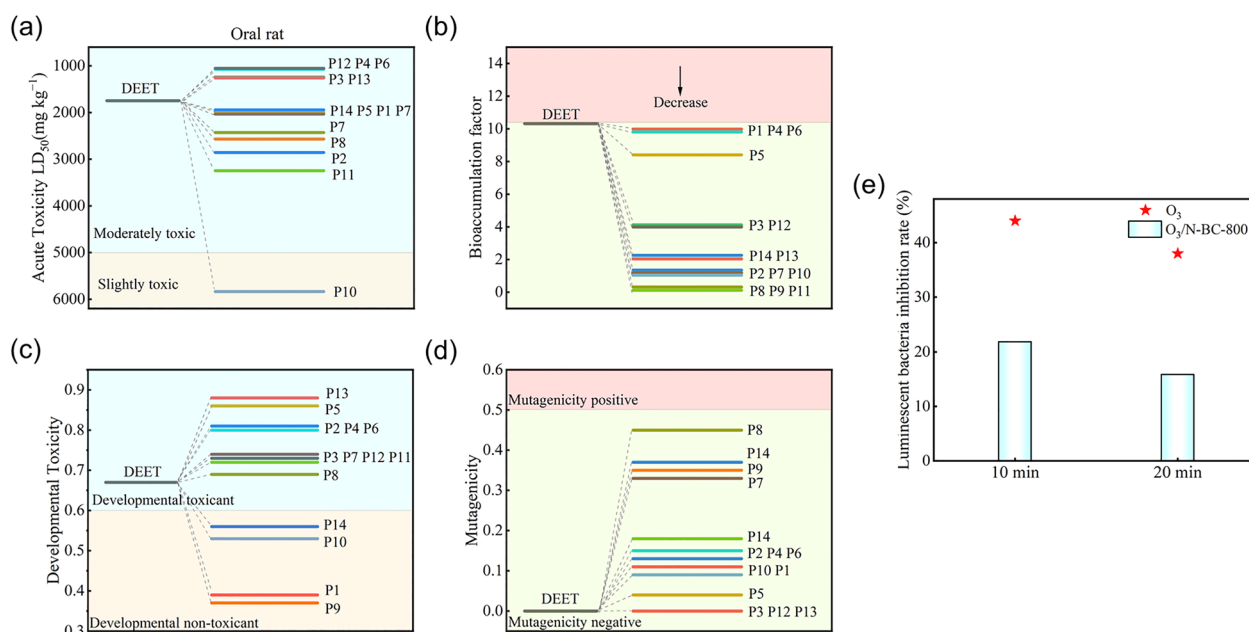 (a)
Oral rat
Acute Toxicity LD50(mg kg−1)
1000
2000
3000
4000
5000
6000
DEET
P12 P4 P6
P3 P13
P14 P5 P1 P7
P7
P8
P2
P11
Moderately toxic
Slightly toxic
P10
(b)
Bioaccumulation factor
14
12
10
8
6
4
2
0
Decrease
DEET
P1 P4 P6
P5
P3 P12
P14 P13
P2 P7 P10
P8 P9 P11
(c)
Developmental Toxicity
0.9
0.8
0.7
0.6
0.5
0.4
0.3
DEET
P13
P5
P2 P4 P6
P3 P7 P12 P11
P8
Developmental toxicant
P14
P10
P1
P9
Developmental non-toxicant
(d)
Mutagenicity
0.6
0.5
0.4
0.3
0.2
0.1
0.0
Mutagenicity positive
P8
P14
P9
P7
P14
P2 P4 P6
P10 P1
P5
DEET
P3 P12 P13
Mutagenicity negative
(e)
Luminescent bacteria inhibition rate (%)
40
20
10
0
O3
O3/N-BC-800
10 min
20 min